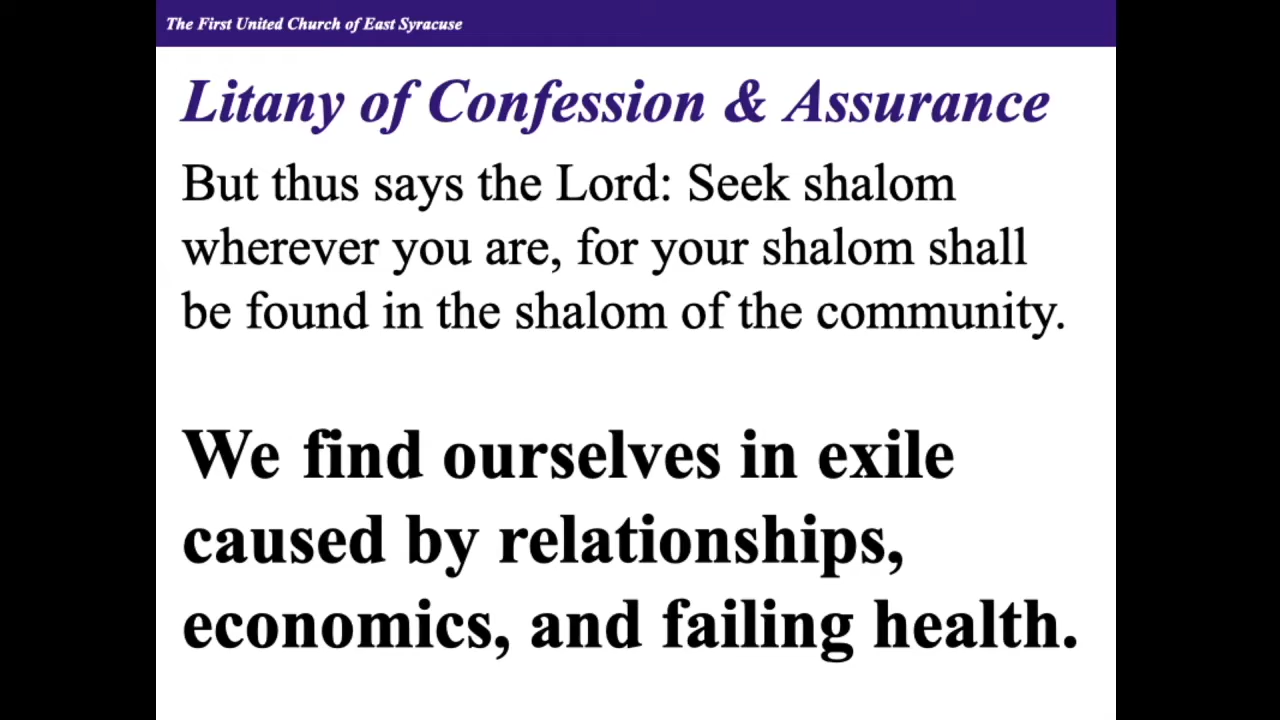 The First United Church of East Syracuse
Litany of Confession & Assurance
But thus says the Lord: Seek shalom
wherever you are, for your shalom shall
be found in the shalom of the community.
We find ourselves in exile
caused by relationships,
economics, and failing health.